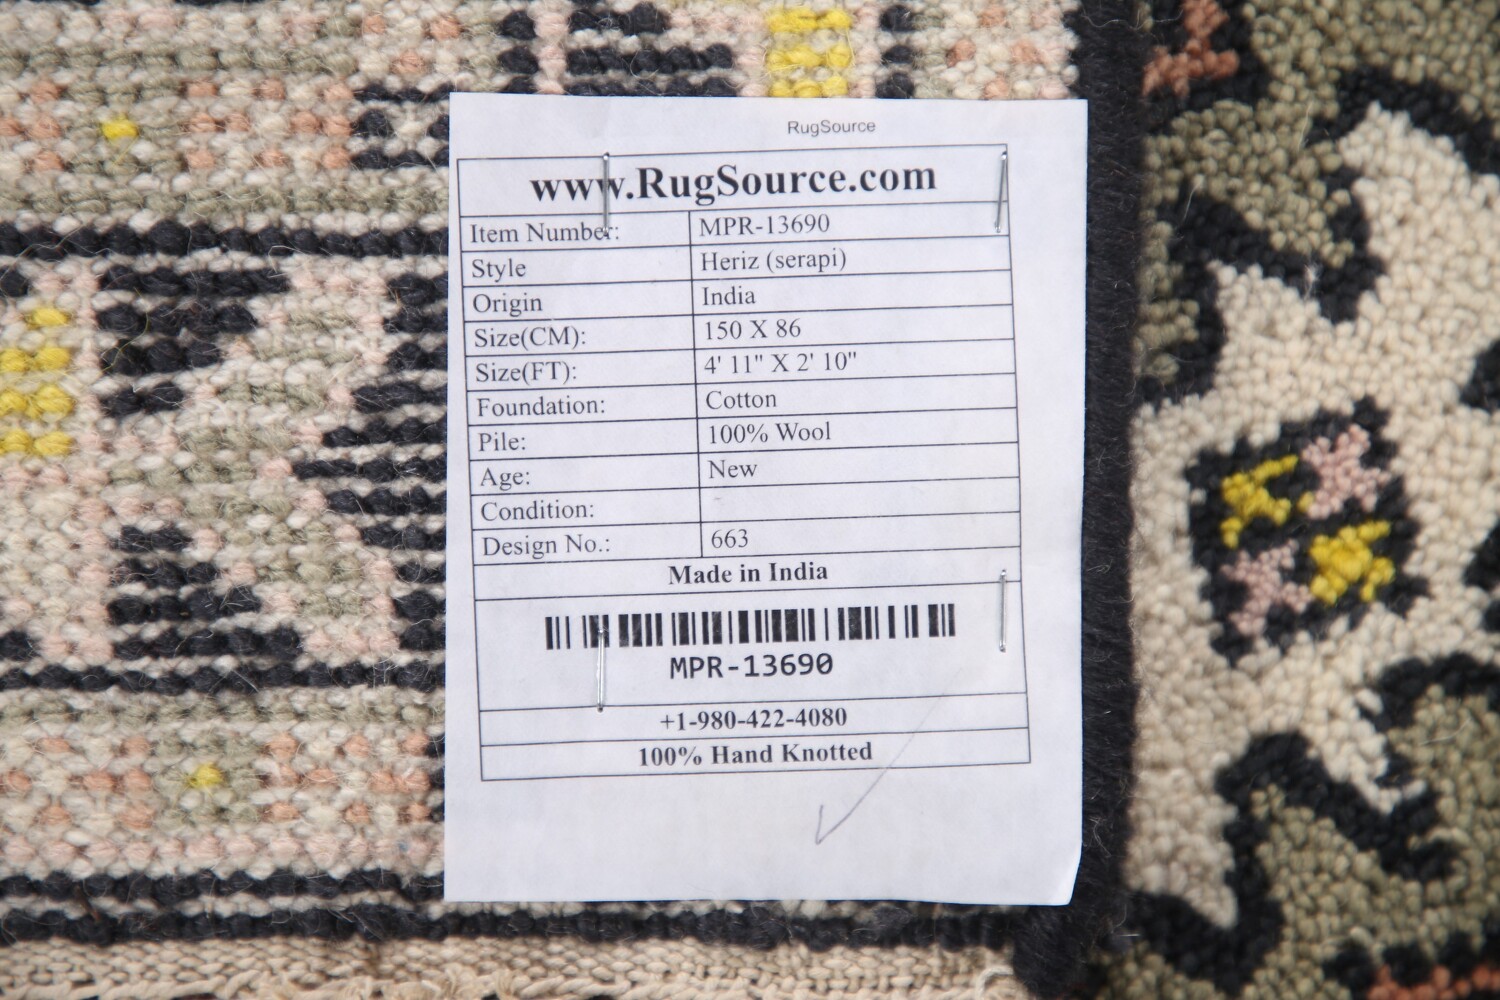 RugSource
www.RugSource.com
Item Number: MPR-13690
Style Heriz (serapi)
Origin India
Size(CM): 150 X 86
Size(FT): 4' 11" X 2' 10"
Foundation: Cotton
Pile: 100% Wool
Age: New
Condition:
Design No.: 663
Made in India
MPR-13690
+1-980-422-4080
100% Hand Knotted